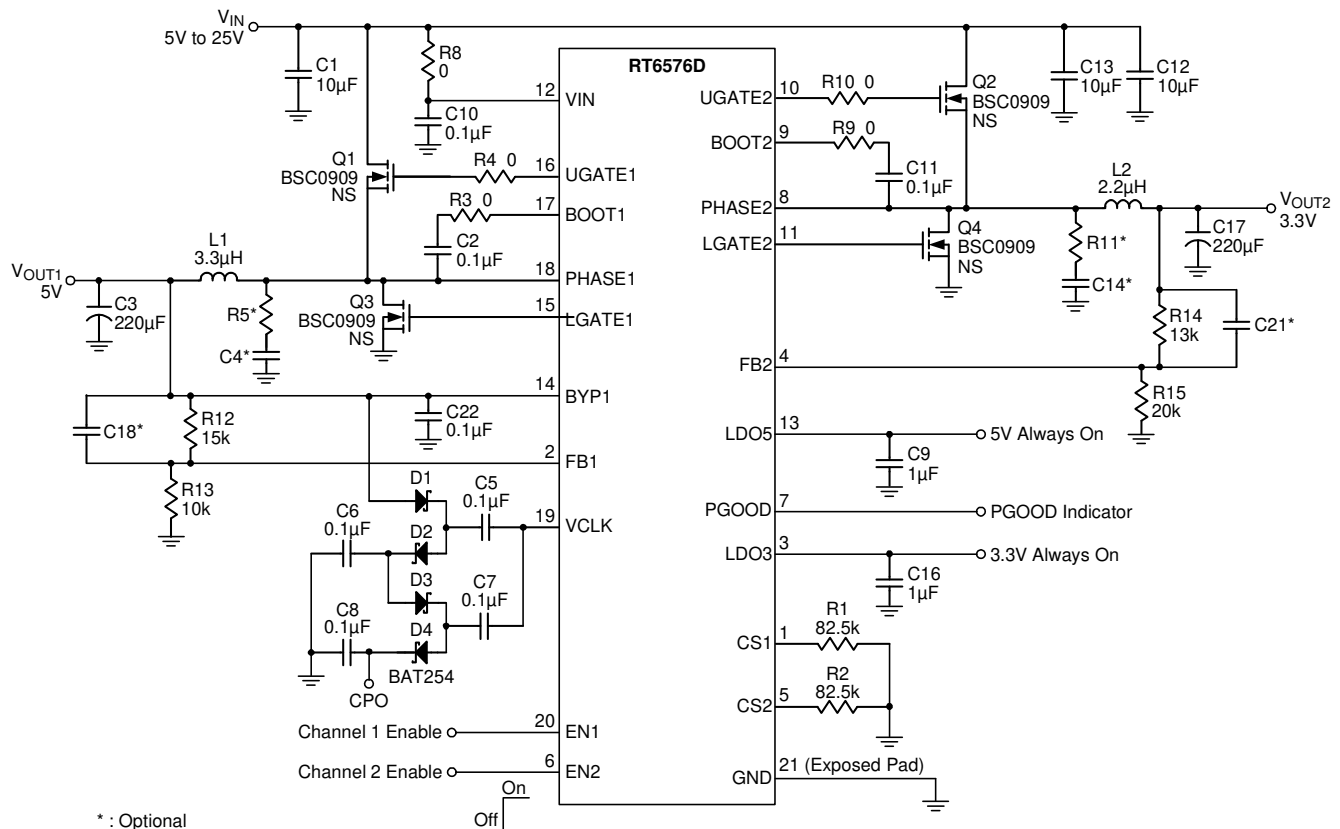 VIN
5V to 25V
C1
10µF
R8
0
C10
0.1µF
12
VIN
RT6576D
UGATE2
10
R10 0
Q2
BSC0909
NS
C13
10µF
C12
10µF
Q1
BSC0909
NS
R4 0
16
UGATE1
BOOT2
9
R9 0
C11
0.1µF
R3 0
17
BOOT1
C2
0.1µF
PHASE2
8
L2
2.2µH
VOUT2
3.3V
LGATE2
11
Q4
BSC0909
NS
R11*
C14*
C17
220µF
VOUT1
5V
L1
3.3µH
18
PHASE1
C3
220µF
R5*
C4*
Q3
BSC0909
NS
15
LGATE1
R14
13k
C21*
FB2
4
R15
20k
14
BYP1
C18*
R12
15k
C22
0.1µF
2
FB1
R13
10k
LDO5
13
5V Always On
C9
1µF
D1
C5
0.1µF
C6
0.1µF
D2
19
VCLK
PGOOD
7
PGOOD Indicator
D3
C7
0.1µF
LDO3
3
3.3V Always On
C16
1µF
C8
0.1µF
D4
BAT254
CPO
CS1
1
R1
82.5k
CS2
5
R2
82.5k
Channel 1 Enable
20
EN1
Channel 2 Enable
6
EN2
GND
21 (Exposed Pad)
On
Off
* : Optional